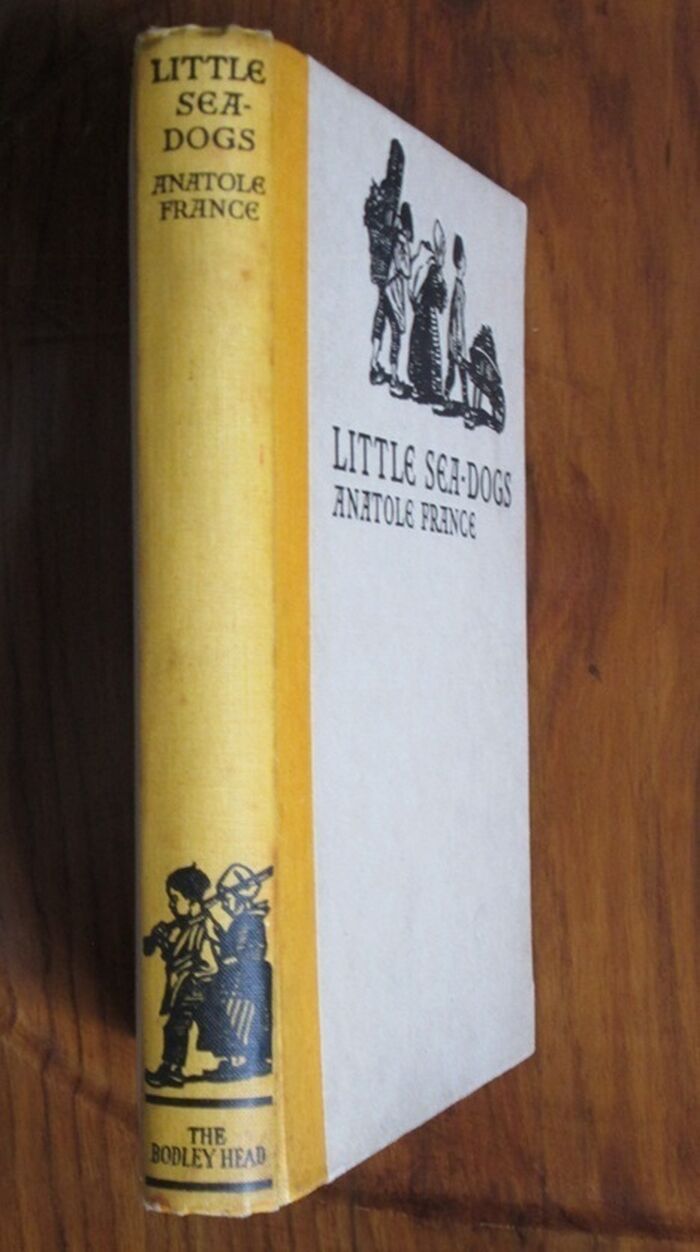 LITTLE
SEA-
DOGS
ANATOLE
FRANCE
THE
BODLEY HEAD
LITTLE SEA-DOGS
ANATOLE FRANCE